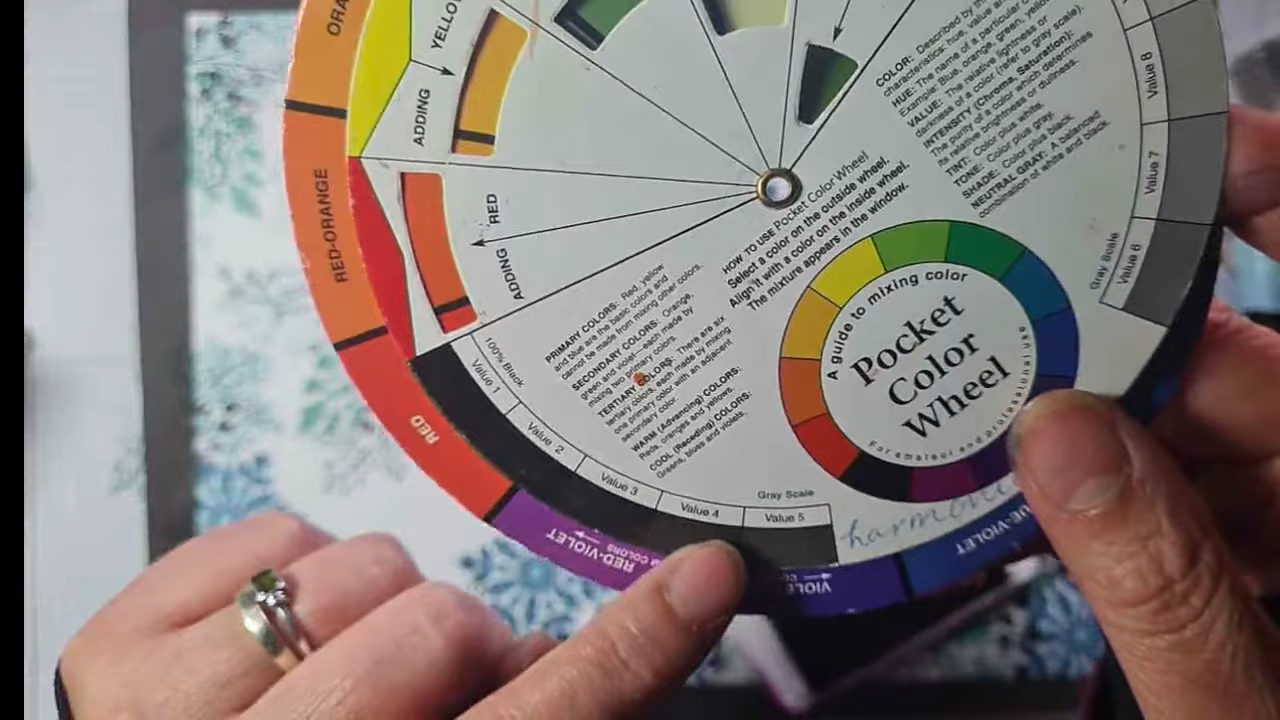 YELLOW
ADDING
RED-ORANGE
RED
ADDING
RED
RED-VIOLET
COLORS
VIOLET
100% Black
Value 1
Value 2
Value 3
Value 4
Value 5
Gray Scale
PRIMARY COLORS: Red, yellow
and blue are the basic colors and
cannot be made from mixing other colors.
SECONDARY COLORS: Orange,
green and violet—each made by
mixing two primary colors.
TERTIARY COLORS: There are six
tertiary colors; each made by mixing
one primary color with an adjacent
secondary color.
WARM (Advancing) COLORS:
Reds, oranges and yellows.
COOL (Receding) COLORS:
Greens, blues and violets.
HOW TO USE Pocket Color Wheel
Select a color on the outside wheel.
Align it with a color on the inside wheel.
The mixture appears in the window.
COLOR: Described by
characteristics: hue, value
HUE: The name of a particular
Example: Blue, orange, green,
VALUE: The relative lightness or
darkness of a color (refer to gray scale).
INTENSITY (Chroma, Saturation):
The purity of a color which determines
its relative brightness or dullness.
TINT: Color plus white.
TONE: Color plus gray.
SHADE: Color plus black.
NEUTRAL GRAY: A balanced
combination of white and black.
Value 8
Value 7
Value 6
Gray Scale
A guide to mixing color
Pocket
Color
Wheel
For amateur and professional use